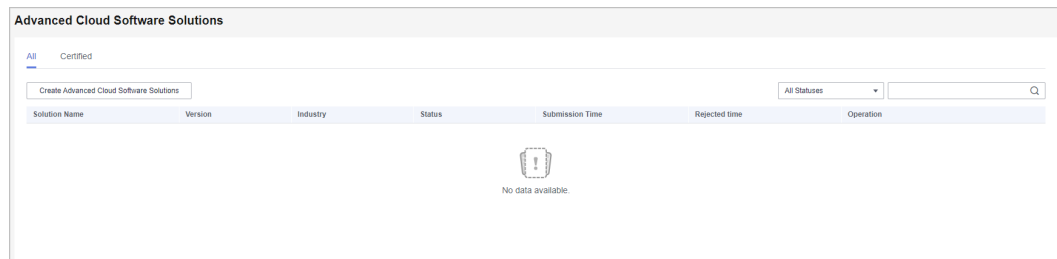 Advanced Cloud Software Solutions
All Certified
Create Advanced Cloud Software Solutions All Statuses
Solution Name Version Industry Status Submission Time Rejected time Operation
No data available.